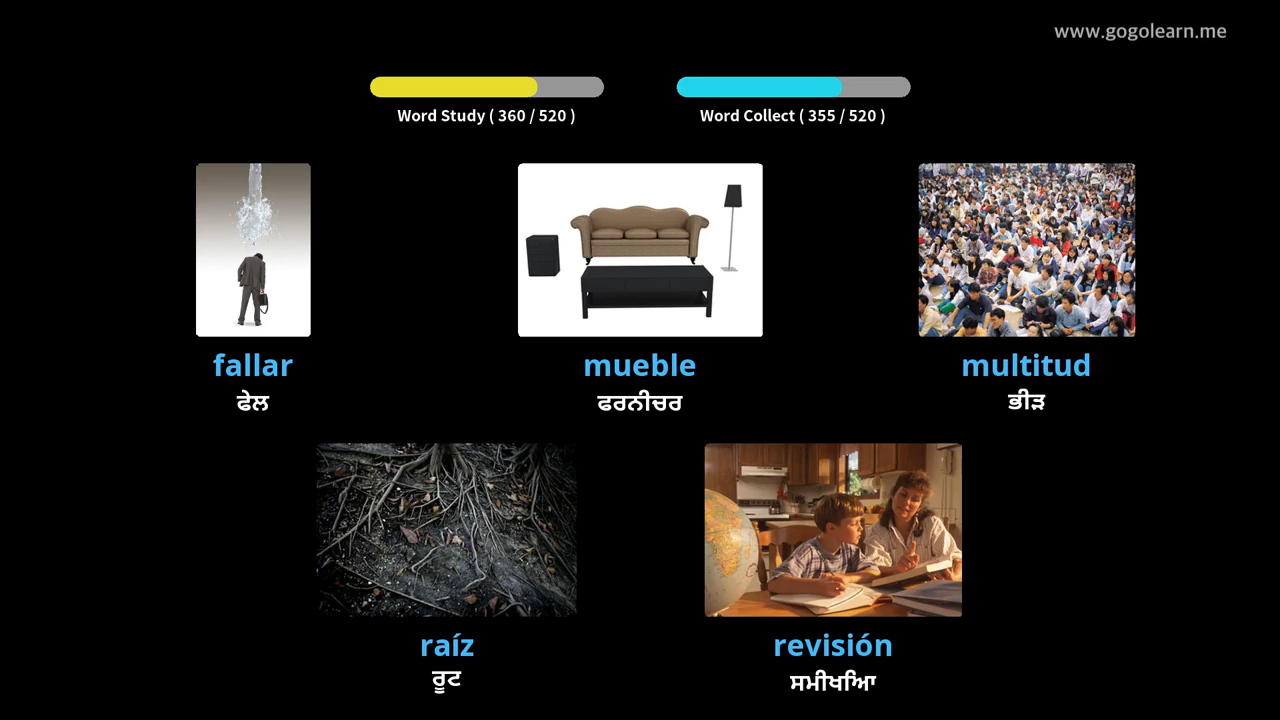 www.gogolearn.me
Word Study ( 360 / 520 )
Word Collect ( 355 / 520 )
fallar
ਫੇਲ
mueble
ਫਰਨੀਚਰ
multitud
ਭੀੜ
raíz
ਰੂਟ
revisión
ਸਮੀਖਿਆ